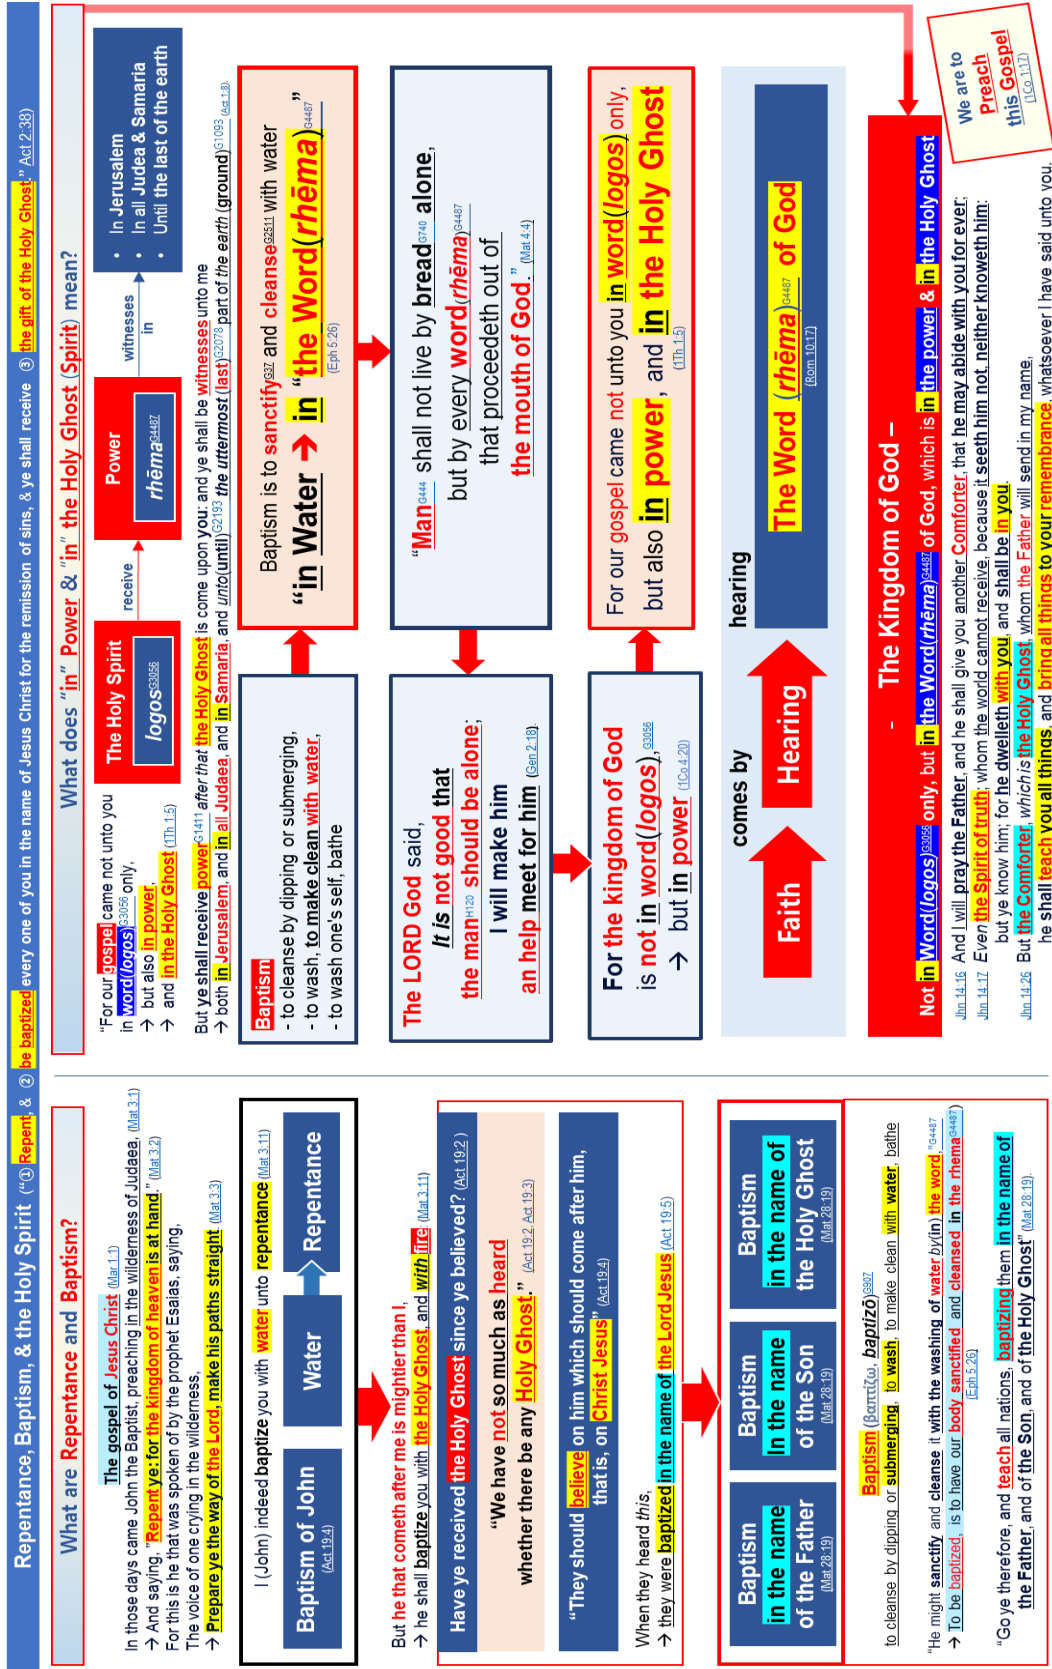 Repentance, Baptism, & the Holy Spirit ("① Repent, & ② be baptized every one of you in the name of Jesus Christ for the remission of sins, & ye shall receive ③ the gift of the Holy Ghost." Act 2:38)
What are Repentance and Baptism?
The gospel of Jesus Christ (Mar 1:1)
In those days came John the Baptist, preaching in the wilderness of Judaea, (Mat 3:1)
→ And saying, "Repent ye: for the kingdom of heaven is at hand." (Mat 3:2)
For this is he that was spoken of by the prophet Esaias, saying,
The voice of one crying in the wilderness,
→ Prepare ye the way of the Lord, make his paths straight. (Mat 3:3)
I (John) indeed baptize you with water unto repentance (Mat 3:11)
Baptism of John
(Act 19:4)
Water
Repentance
But he that cometh after me is mightier than I,
→ he shall baptize you with the Holy Ghost, and with fire: (Mat 3:11)
Have ye received the Holy Ghost since ye believed? (Act 19:2)
"We have not so much as heard
whether there be any Holy Ghost." (Act 19:2, Act 19:3)
"They should believe on him which should come after him,
that is, on Christ Jesus" (Act 19:4)
When they heard this,
→ they were baptized in the name of the Lord Jesus (Act 19:5)
Baptism
in the name
of the Father
(Mat 28:19)
Baptism
In the name
of the Son
(Mat 28:19)
Baptism
in the name of
the Holy Ghost
(Mat 28:19)
Baptism (βαπτίζω, baptizō)G907
to cleanse by dipping or submerging, to wash, to make clean with water, bathe
"He might sanctify and cleanse it with the washing of water by(in) the word,"G4487
→ To be baptized, is to have our body sanctified and cleansed in the rhemaG4487)
(Eph 5:26)
"Go ye therefore, and teach all nations, baptizing them in the name of
the Father, and of the Son, and of the Holy Ghost" (Mat 28:19).
What does "in" Power & "in" the Holy Ghost (Spirit) mean?
"For our gospel came not unto you
in word(logos)G3056 only,
→ but also in power,
→ and in the Holy Ghost (1Th 1:5)
The Holy Spirit
logosG3056
receive
Power
rhēmaG4487
witnesses
in
• In Jerusalem
• In all Judea & Samaria
• Until the last of the earth
But ye shall receive powerG1411 after that the Holy Ghost is come upon you: and ye shall be witnesses unto me
→ both in Jerusalem, and in all Judaea, and in Samaria, and unto(until)G2193 the uttermost (last)G2078 part of the earth (ground)G1093 (Act 1:8).
Baptism
- to cleanse by dipping or submerging,
- to wash, to make clean with water,
- to wash one's self, bathe
Baptism is to sanctifyG37 and cleanseG2511 with water
"in Water → in "the Word(rhēma)G4487"
(Eph 5:26)
The LORD God said,
It is not good that
the manH120 should be alone;
I will make him
an help meet for him (Gen 2:18).
"ManG444 shall not live by breadG740 alone,
but by every word(rhēma)G4487
that proceedeth out of
the mouth of God." (Mat 4:4)
For the kingdom of God
is not in word(logos),G3056
→ but in power (1Co 4:20)
For our gospel came not unto you in word(logos) only,
but also in power, and in the Holy Ghost
(1Th 1:5)
comes by
hearing
Faith
Hearing
The Word (rhēma)G4487 of God
(Rom 10:17)
- The Kingdom of God –
Not in Word(logos)G3056 only, but in the Word(rhēma)G4487 of God, which is in the power & in the Holy Ghost
Jhn 14:16 And I will pray the Father, and he shall give you another Comforter, that he may abide with you for ever;
Jhn 14:17 Even the Spirit of truth; whom the world cannot receive, because it seeth him not, neither knoweth him:
but ye know him; for he dwelleth with you, and shall be in you.
Jhn 14:26 But the Comforter, which is the Holy Ghost, whom the Father will send in my name,
he shall teach you all things, and bring all things to your remembrance, whatsoever I have said unto you.
We are to
Preach
this Gospel
(1Co 1:17)